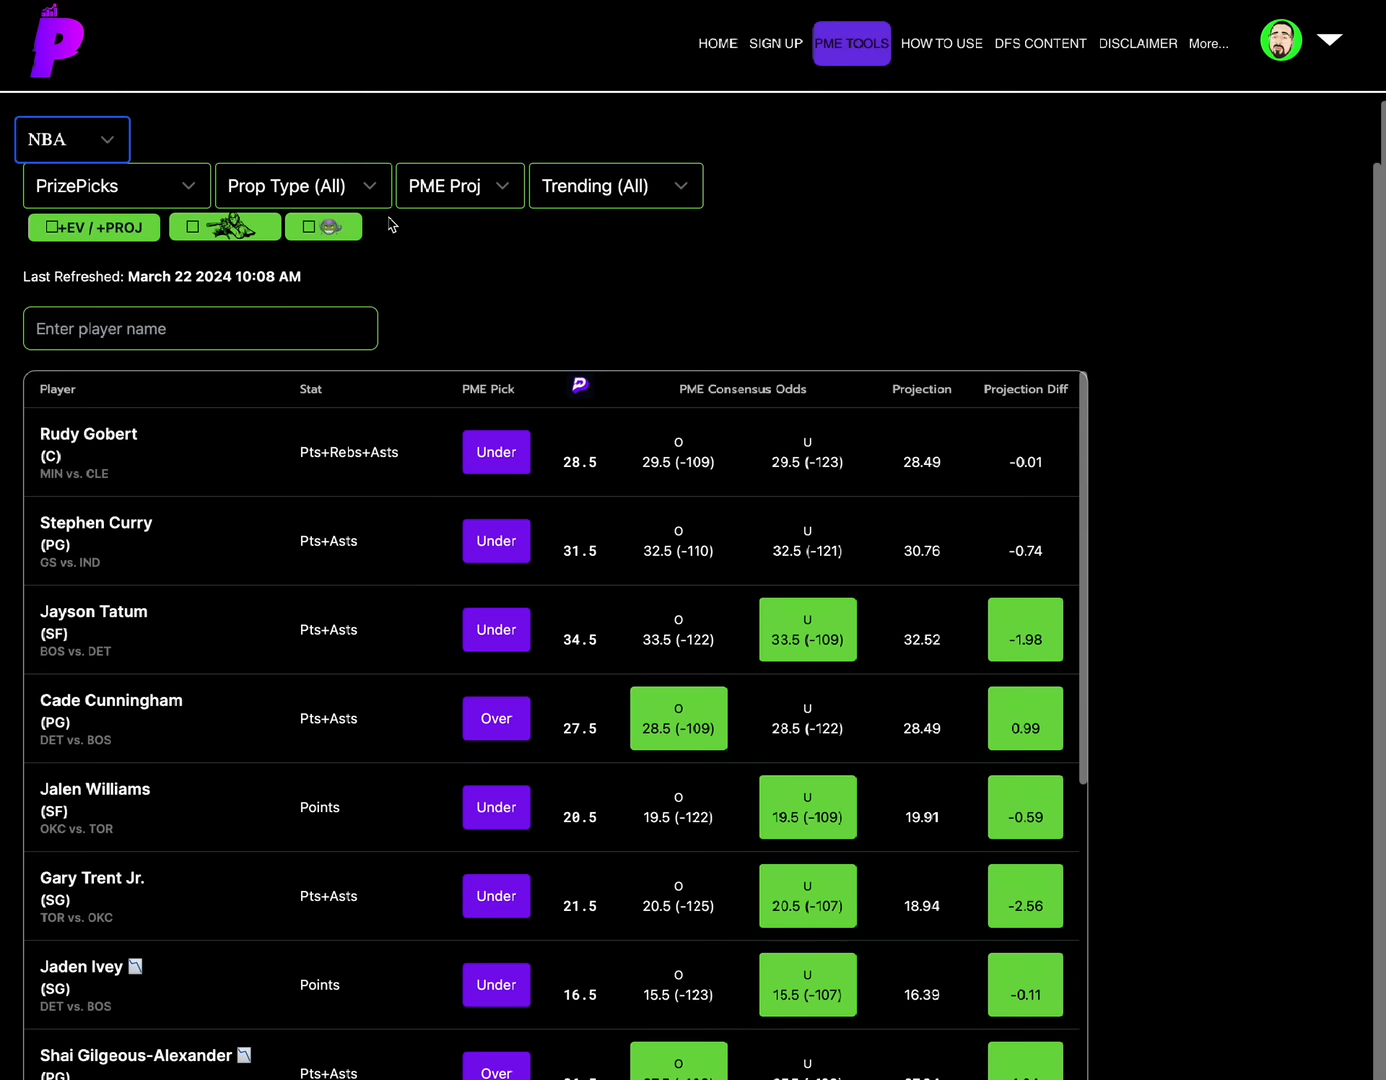 P
HOME SIGN UP PME TOOLS HOW TO USE DFS CONTENT DISCLAIMER More...
NBA
PrizePicks Prop Type (All) PME Proj Trending (All)
+EV / +PROJ
Last Refreshed: March 22 2024 10:08 AM
Enter player name
Player Stat PME Pick P PME Consensus Odds Projection Projection Diff
Rudy Gobert
(C)
MIN vs. CLE
Pts+Rebs+Asts
Under
28.5
O
29.5 (-109)
U
29.5 (-123)
28.49
-0.01
Stephen Curry
(PG)
GS vs. IND
Pts+Asts
Under
31.5
O
32.5 (-110)
U
32.5 (-121)
30.76
-0.74
Jayson Tatum
(SF)
BOS vs. DET
Pts+Asts
Under
34.5
O
33.5 (-122)
U
33.5 (-109)
32.52
-1.98
Cade Cunningham
(PG)
DET vs. BOS
Pts+Asts
Over
27.5
O
28.5 (-109)
U
28.5 (-122)
28.49
0.99
Jalen Williams
(SF)
OKC vs. TOR
Points
Under
20.5
O
19.5 (-122)
U
19.5 (-109)
19.91
-0.59
Gary Trent Jr.
(SG)
TOR vs. OKC
Pts+Asts
Under
21.5
O
20.5 (-125)
U
20.5 (-107)
18.94
-2.56
Jaden Ivey
(SG)
DET vs. BOS
Points
Under
16.5
O
15.5 (-123)
U
15.5 (-107)
16.39
-0.11
Shai Gilgeous-Alexander
(PG)
Pts+Asts
Over
O
U